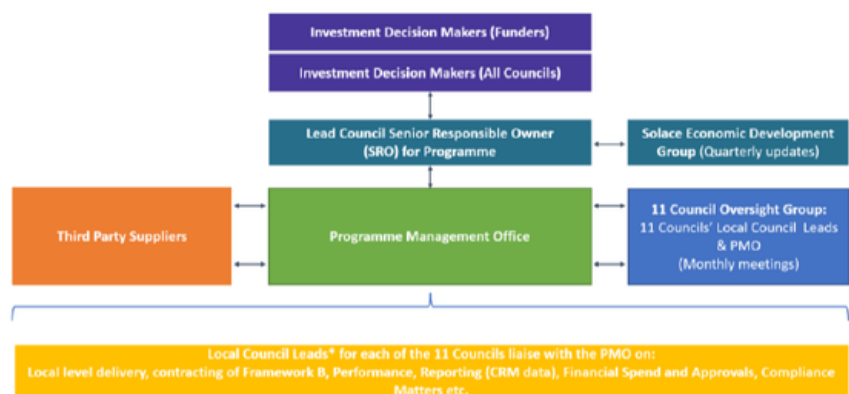 Investment Decision Makers (Funders)
Investment Decision Makers (All Councils)
Lead Council Senior Responsible Owner
(SRO) for Programme
Solace Economic Development
Group (Quarterly updates)
Third Party Suppliers
Programme Management Office
11 Council Oversight Group:
11 Councils' Local Council Leads
& PMO
(Monthly meetings)
Local Council Leads* for each of the 11 Councils liaise with the PMO on:
Local level delivery, contracting of Framework B, Performance, Reporting (CRM data), Financial Spend and Approvals, Compliance
Matters etc.